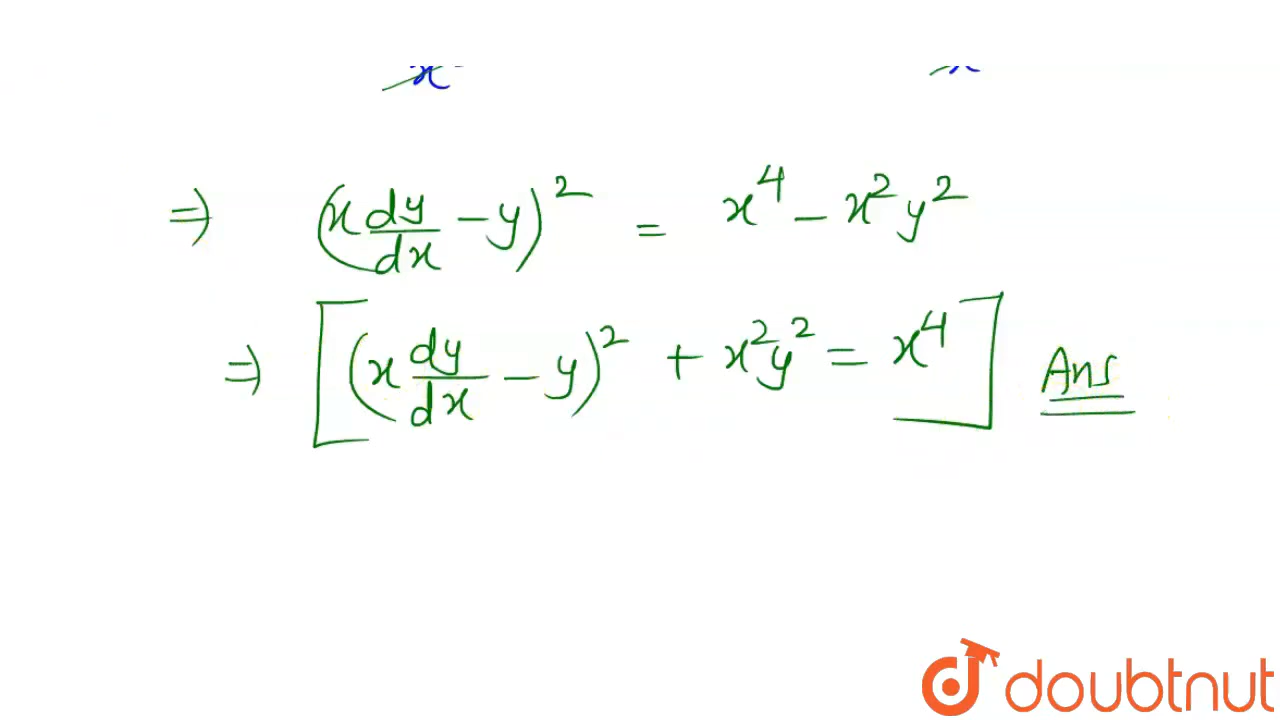 x x
⇒ (x dy/dx − y)² = x⁴ − x²y²
⇒ [(x dy/dx − y)² + x²y² = x⁴] Ans
doubtnut